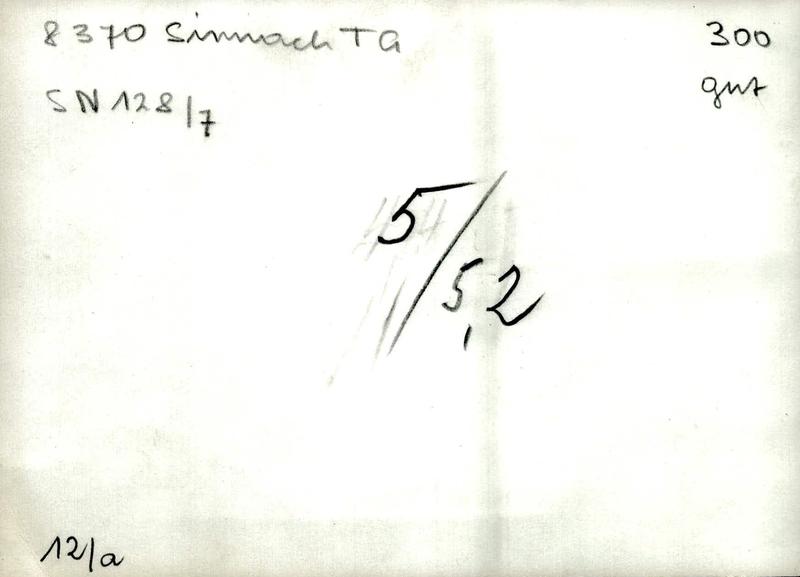 8370 Sirnach TG
300
gut
SN 128/7
5/5,2
12/a